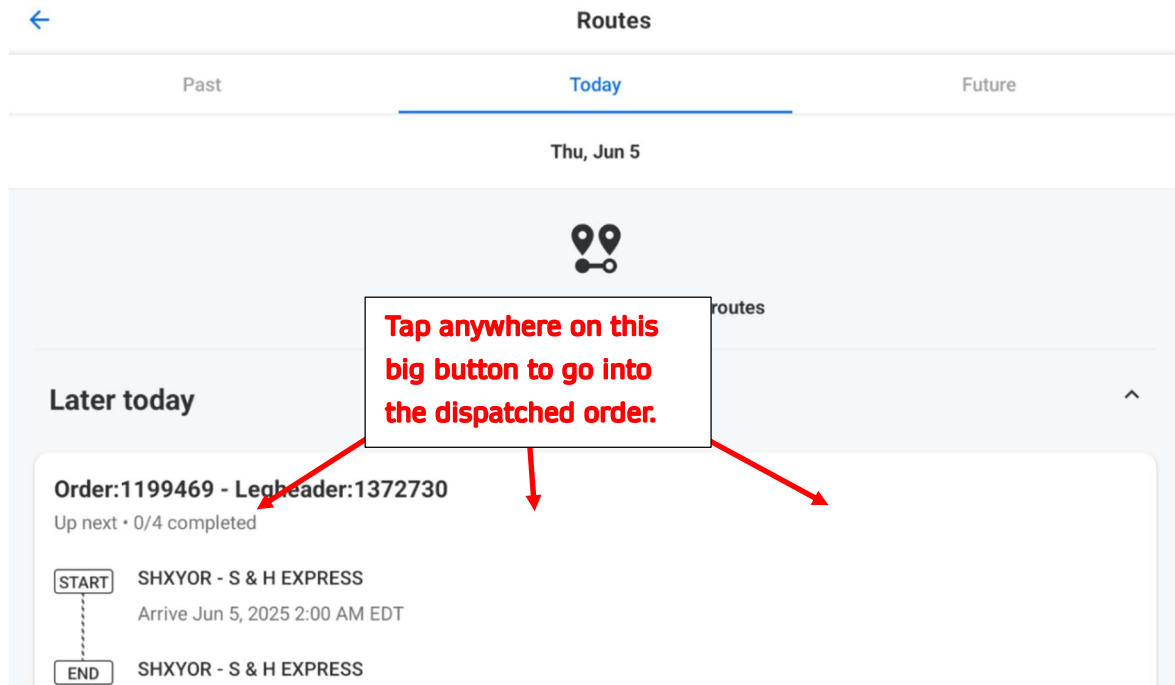 Routes
Past
Today
Future
Thu, Jun 5
routes
Tap anywhere on this
big button to go into
the dispatched order.
Later today
Order:1199469 - Legheader:1372730
Up next • 0/4 completed
START
SHXYOR - S & H EXPRESS
Arrive Jun 5, 2025 2:00 AM EDT
END
SHXYOR - S & H EXPRESS